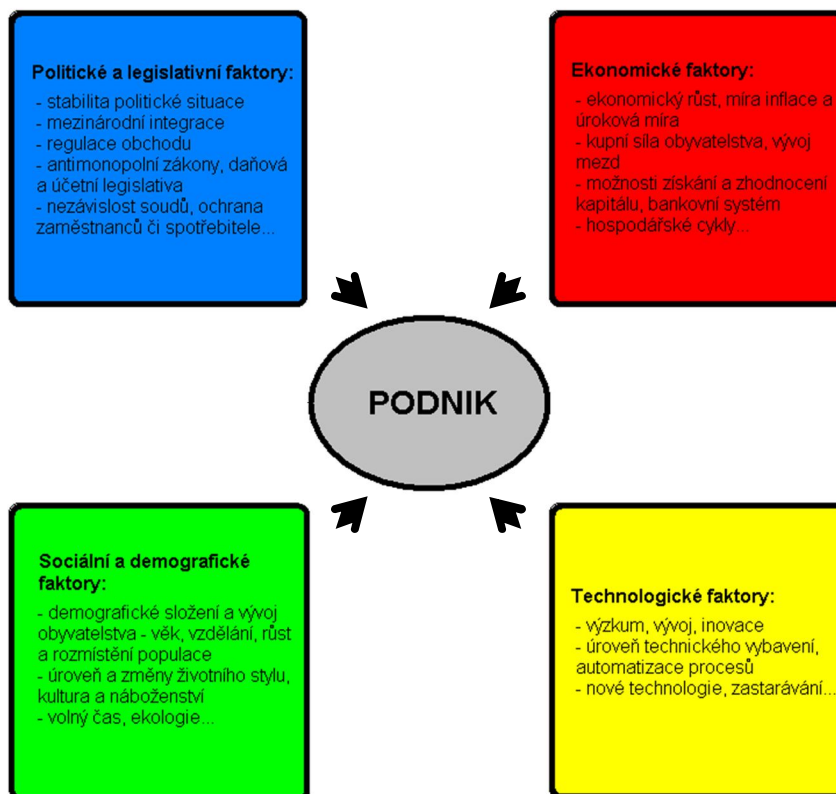 Politické a legislativní faktory:
- stabilita politické situace
- mezinárodní integrace
- regulace obchodu
- antimonopolní zákony, daňová
a účetní legislativa
- nezávislost soudů, ochrana
zaměstnanců či spotřebitele...
Ekonomické faktory:
- ekonomický růst, míra inflace a
úroková míra
- kupní síla obyvatelstva, vývoj
mezd
- možnosti získání a zhodnocení
kapitálu, bankovní systém
- hospodářské cykly...
PODNIK
Sociální a demografické
faktory:
- demografické složení a vývoj
obyvatelstva - věk, vzdělání, růst
a rozmístění populace
- úroveň a změny životního stylu,
kultura a náboženství
- volný čas, ekologie...
Technologické faktory:
- výzkum, vývoj, inovace
- úroveň technického vybavení,
automatizace procesů
- nové technologie, zastarávání...